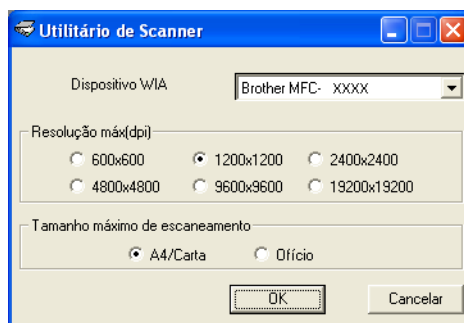 Utilitário de Scanner
Dispositivo WIA Brother MFC- XXXX
Resolução máx(dpi)
600x600 1200x1200 2400x2400
4800x4800 9600x9600 19200x19200
Tamanho máximo de escaneamento
A4/Carta Ofício
OK Cancelar